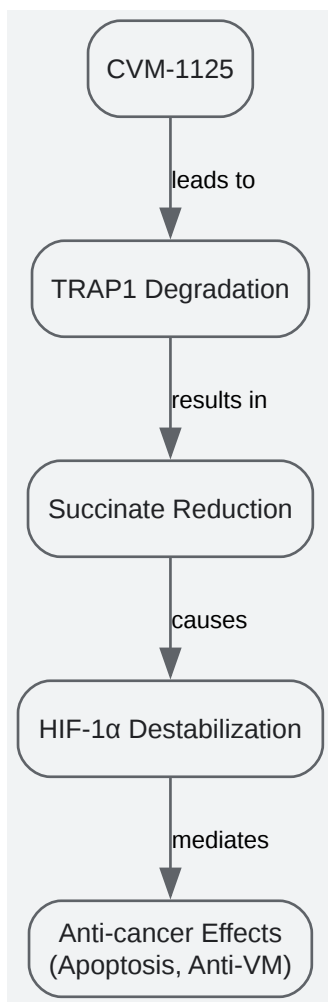 CVM-1125
leads to
TRAP1 Degradation
results in
Succinate Reduction
causes
HIF-1α Destabilization
mediates
Anti-cancer Effects
(Apoptosis, Anti-VM)